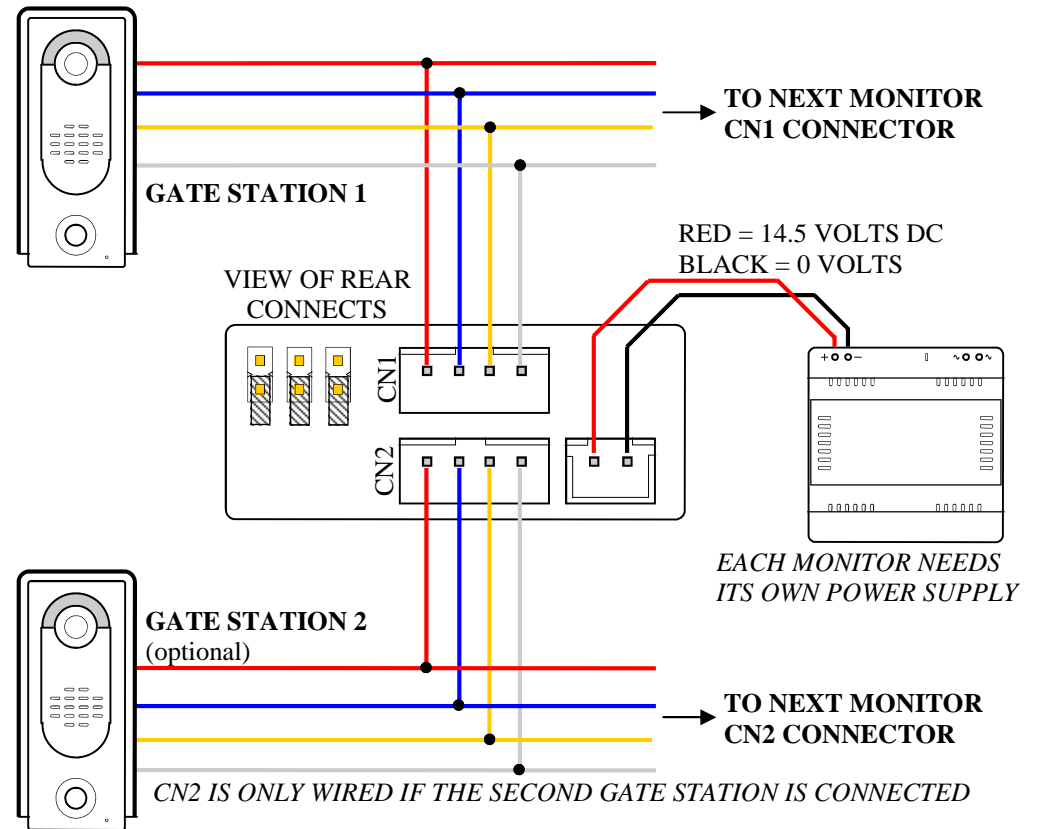 TO NEXT MONITOR
CN1 CONNECTOR
GATE STATION 1
RED = 14.5 VOLTS DC
BLACK = 0 VOLTS
VIEW OF REAR
CONNECTS
CN1
+ − ~ ~
CN2
EACH MONITOR NEEDS
ITS OWN POWER SUPPLY
GATE STATION 2
(optional)
TO NEXT MONITOR
CN2 CONNECTOR
CN2 IS ONLY WIRED IF THE SECOND GATE STATION IS CONNECTED